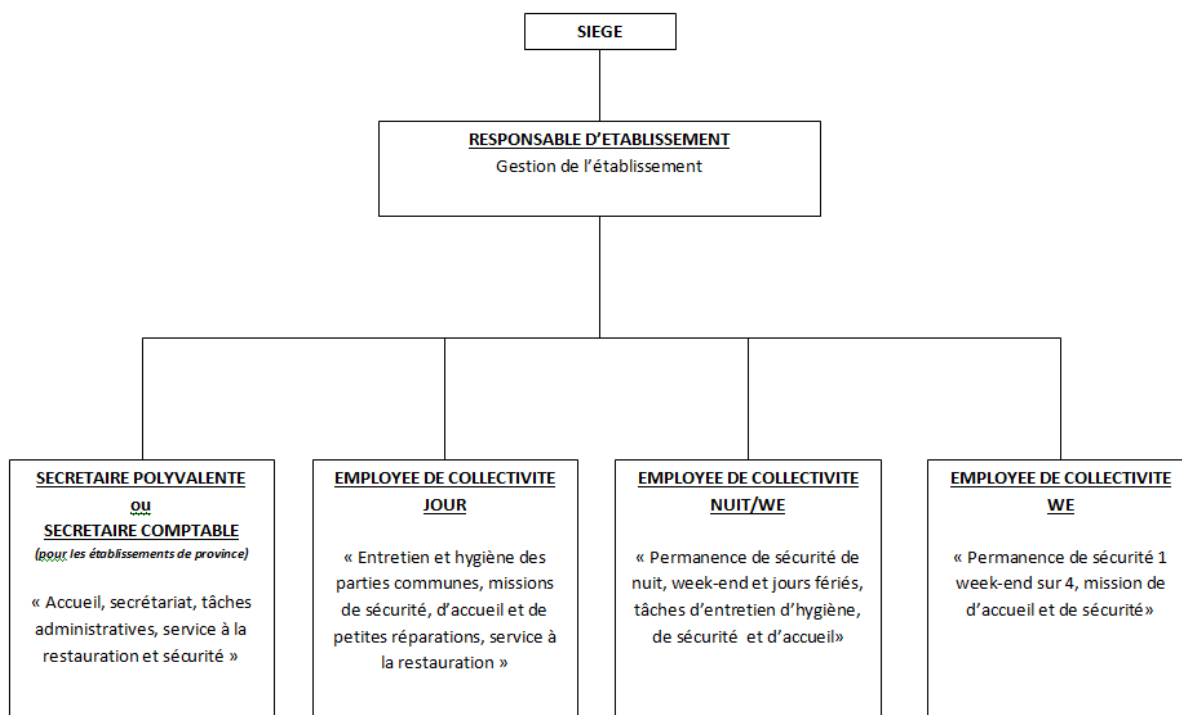 SIEGE
RESPONSABLE D’ETABLISSEMENT
Gestion de l’établissement
SECRETAIRE POLYVALENTE
ou
SECRETAIRE COMPTABLE
(pour les établissements de province)
« Accueil, secrétariat, tâches
administratives, service à la
restauration et sécurité »
EMPLOYEE DE COLLECTIVITE
JOUR
« Entretien et hygiène des
parties communes, missions
de sécurité, d’accueil et de
petites réparations, service à
la restauration »
EMPLOYEE DE COLLECTIVITE
NUIT/WE
« Permanence de sécurité de
nuit, week-end et jours fériés,
tâches d’entretien d’hygiène,
de sécurité et d’accueil»
EMPLOYEE DE COLLECTIVITE
WE
« Permanence de sécurité 1
week-end sur 4, mission de
d’accueil et de sécurité»